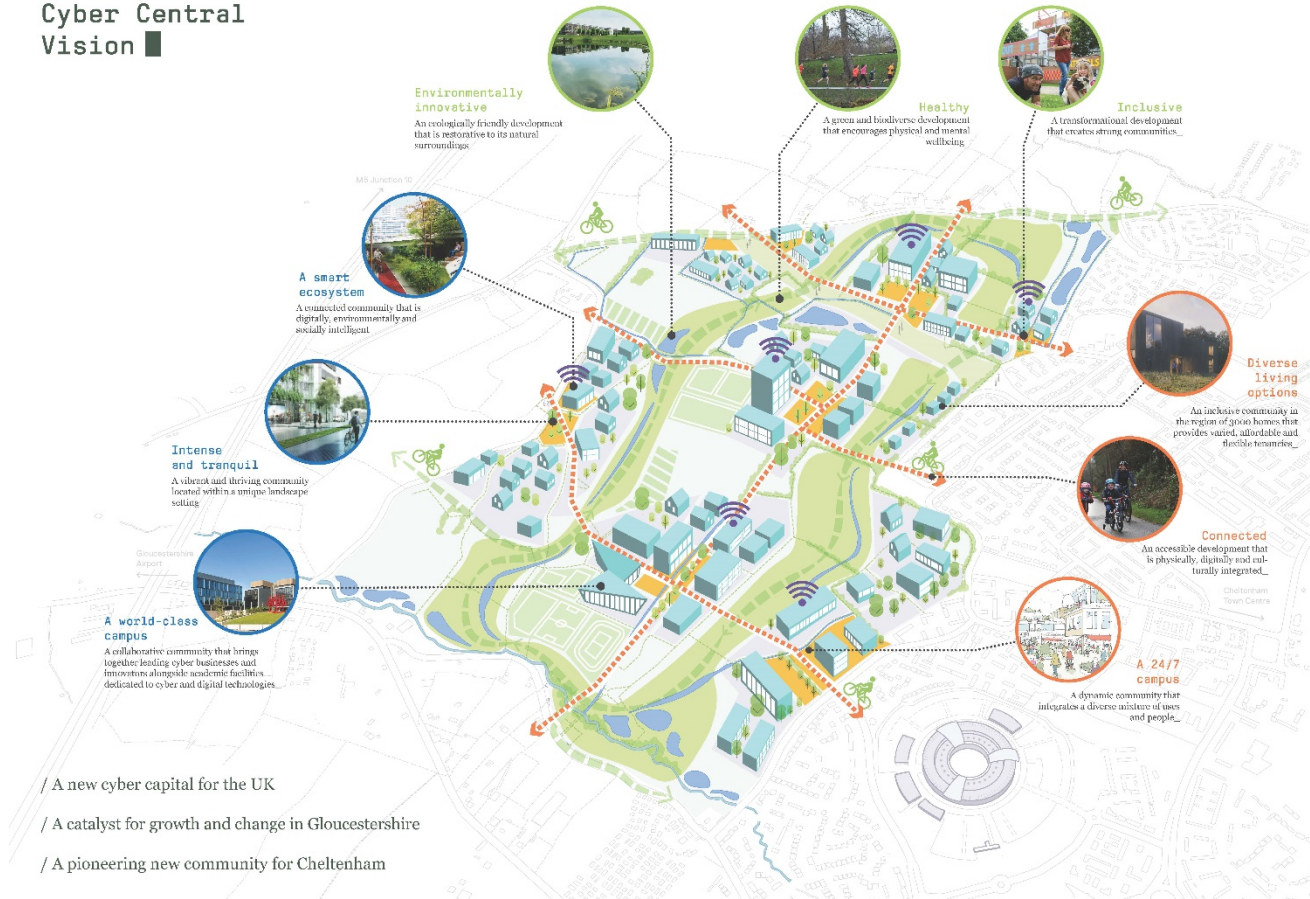 Cyber Central
Vision
Environmentally
innovative
An ecologically friendly development
that is restorative to its natural
surroundings
Healthy
A green and biodiverse development
that encourages physical and mental
wellbeing_
Inclusive
A transformational development
that creates strong communities_
M5 Junction 10
A smart
ecosystem
A connected community that is
digitally, environmentally and
socially intelligent
Diverse
living
options
An inclusive community in
the region of 3000 homes that
provides varied, affordable and
flexible tenancies_
Intense
and tranquil
A vibrant and thriving community
located within a unique landscape
setting
Connected
An accessible development that
is physically, digitally and cul-
turally integrated_
Gloucestershire
Airport
Cheltenham
Town Centre
A world-class
campus
A collaborative community that brings
together leading cyber businesses and
innovators alongside academic facilities
dedicated to cyber and digital technologies_
A 24/7
campus
A dynamic community that
integrates a diverse mixture of uses
and people_
/ A new cyber capital for the UK
/ A catalyst for growth and change in Gloucestershire
/ A pioneering new community for Cheltenham